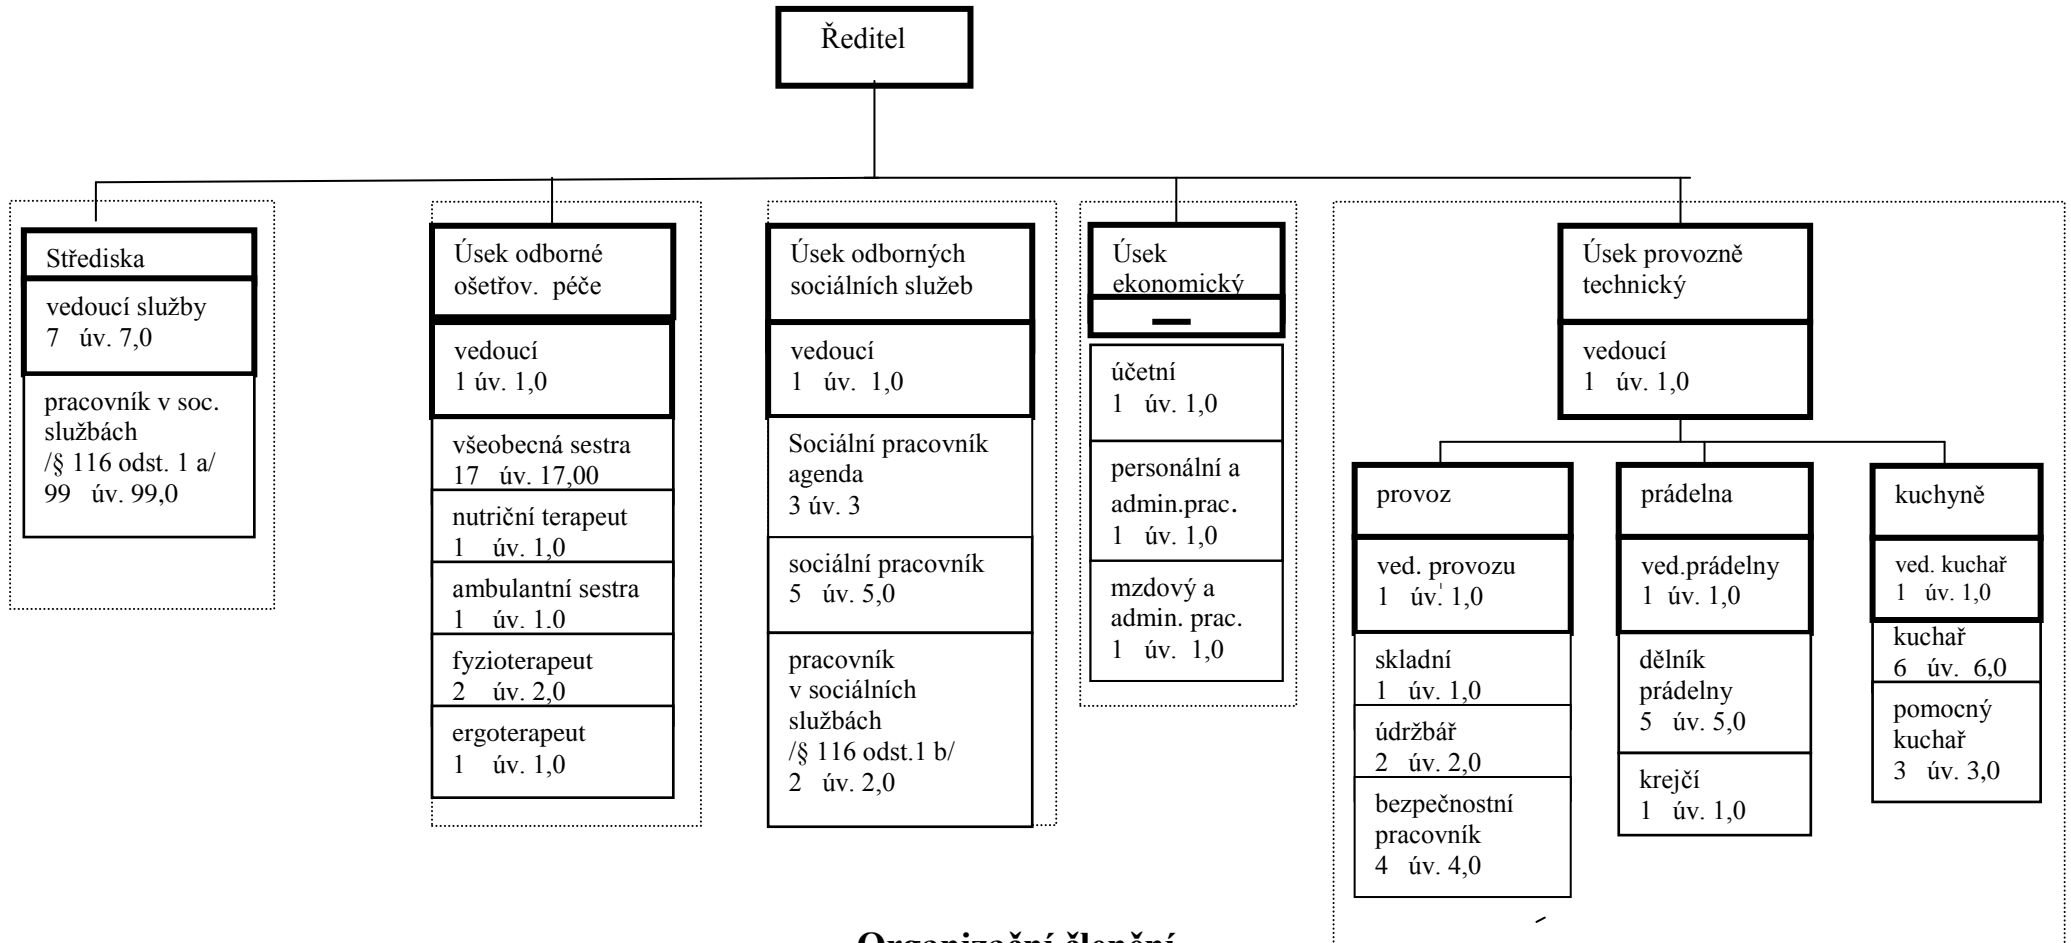 Ředitel
Střediska
vedoucí služby
7 úv. 7,0
pracovník v soc.
službách
/§ 116 odst. 1 a/
99 úv. 99,0
Úsek odborné
ošetřov. péče
vedoucí
1 úv. 1,0
všeobecná sestra
17 úv. 17,00
nutriční terapeut
1 úv. 1,0
ambulantní sestra
1 úv. 1.0
fyzioterapeut
2 úv. 2,0
ergoterapeut
1 úv. 1,0
Úsek odborných
sociálních služeb
vedoucí
1 úv. 1,0
Sociální pracovník
agenda
3 úv. 3
sociální pracovník
5 úv. 5,0
pracovník
v sociálních
službách
/§ 116 odst.1 b/
2 úv. 2,0
Úsek
ekonomický
účetní
1 úv. 1,0
personální a
admin.prac.
1 úv. 1,0
mzdový a
admin. prac.
1 úv. 1,0
Úsek provozně
technický
vedoucí
1 úv. 1,0
provoz
ved. provozu
1 úv. 1,0
skladní
1 úv. 1,0
údržbář
2 úv. 2,0
bezpečnostní
pracovník
4 úv. 4,0
prádelna
ved.prádelny
1 úv. 1,0
dělník
prádelny
5 úv. 5,0
krejčí
1 úv. 1,0
kuchyně
ved. kuchař
1 úv. 1,0
kuchař
6 úv. 6,0
pomocný
kuchař
3 úv. 3,0
Organizační členění